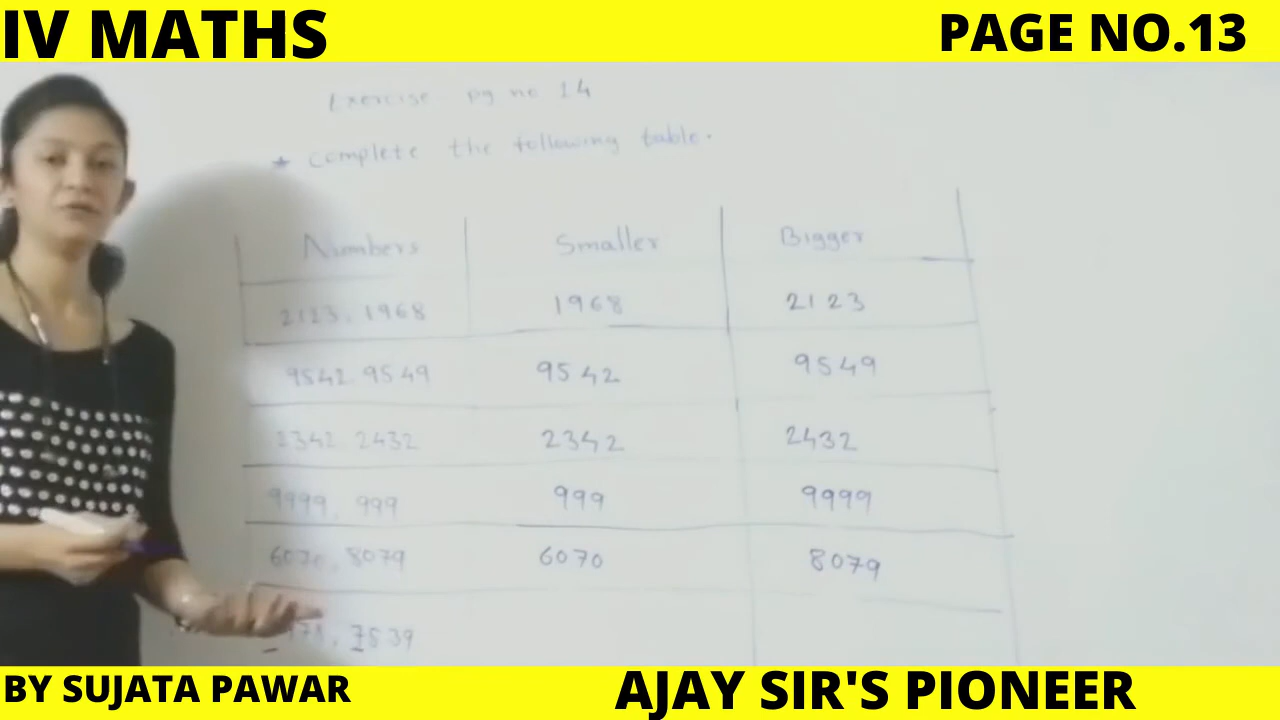 IV MATHS
PAGE NO.13
Exercise pg no 14
* Complete the following table.
Numbers Smaller Bigger
2123, 1968 1968 2123
9542, 9549 9542 9549
2342, 2432 2342 2432
9999, 999 999 9999
6070, 8079 6070 8079
7539
BY SUJATA PAWAR
AJAY SIR'S PIONEER